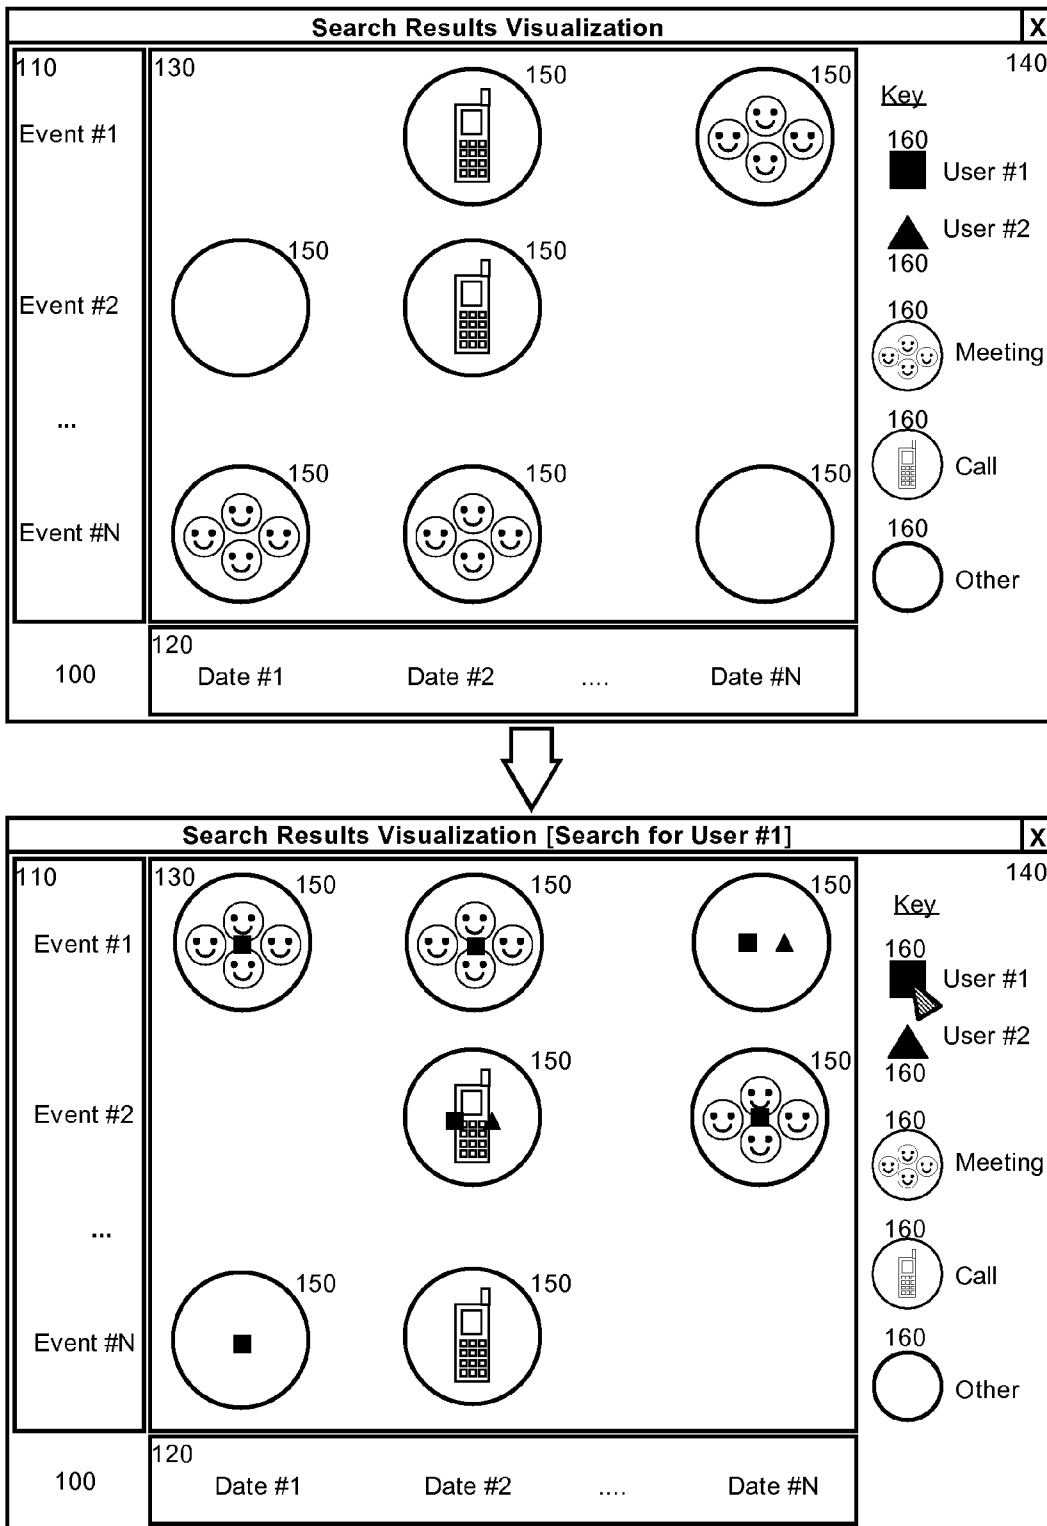 Search Results Visualization X
110 130 150 150 140
Key
Event #1
160
User #1
User #2
160
150 150
Event #2
160
Meeting
...
160
Call
150 150 150
Event #N
160
Other
120
100 Date #1 Date #2 .... Date #N
Search Results Visualization [Search for User #1] X
110 130 150 150 150 140
Key
Event #1
160
User #1
User #2
160
150 150
Event #2
160
Meeting
...
160
Call
150 150
Event #N
160
Other
120
100 Date #1 Date #2 .... Date #N